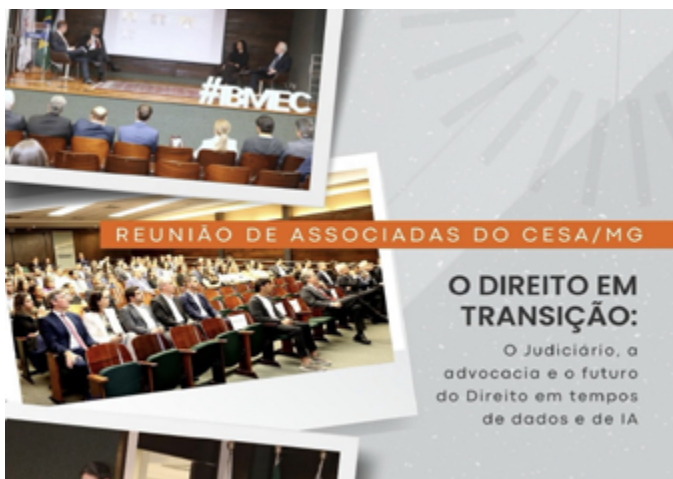 #IBMEC
REUNIÃO DE ASSOCIADAS DO CESA/MG
O DIREITO EM
TRANSIÇÃO:
O Judiciário, a
advocacia e o futuro
do Direito em tempos
de dados e de IA